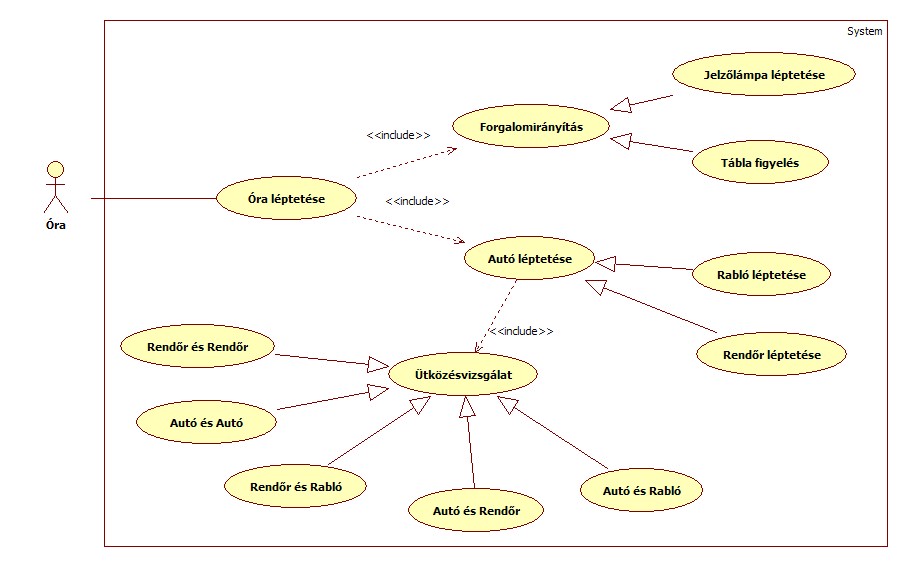 System
Jelzőlámpa léptetése
Forgalomirányítás
<<include>>
Tábla figyelés
Óra léptetése
<<include>>
Óra
Autó léptetése
Rabló léptetése
<<include>>
Rendőr és Rendőr
Rendőr léptetése
Ütközésvizsgálat
Autó és Autó
Rendőr és Rabló
Autó és Rabló
Autó és Rendőr